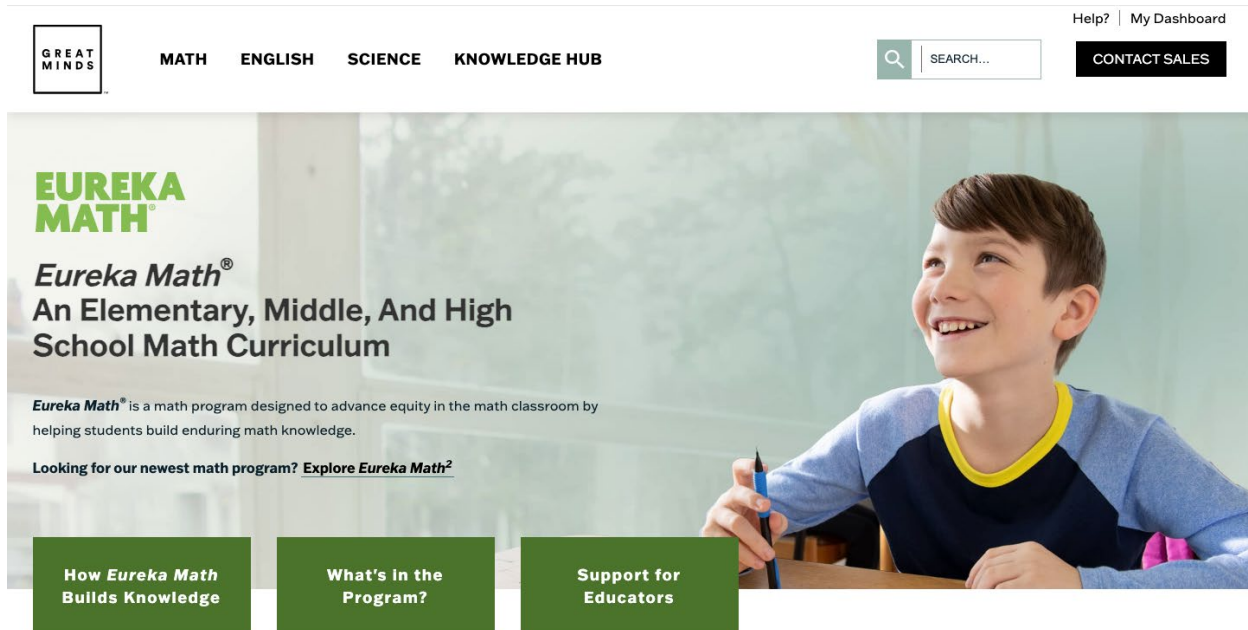 Help? | My Dashboard
GREAT
MINDS
MATH ENGLISH SCIENCE KNOWLEDGE HUB
SEARCH...
CONTACT SALES
EUREKA
MATH®
Eureka Math®
An Elementary, Middle, And High
School Math Curriculum
Eureka Math® is a math program designed to advance equity in the math classroom by
helping students build enduring math knowledge.
Looking for our newest math program? Explore Eureka Math²
How Eureka Math
Builds Knowledge
What's in the
Program?
Support for
Educators